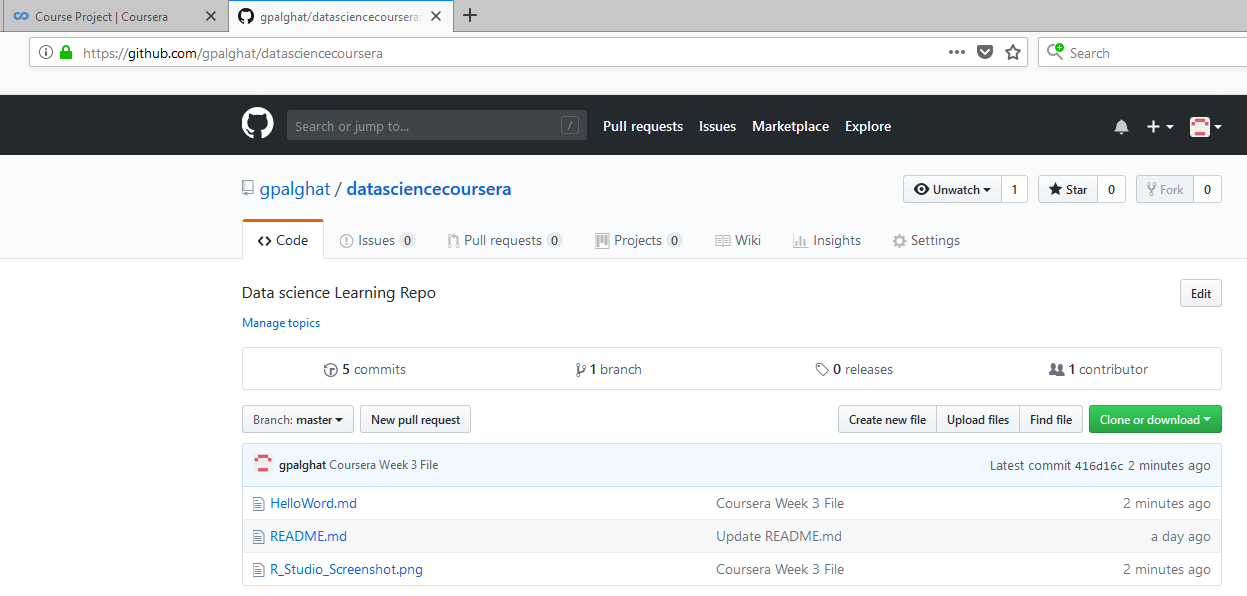 Course Project | Coursera
gpalghat/datasciencecoursera:
https://github.com/gpalghat/datasciencecoursera
Search
Search or jump to... /
Pull requests Issues Marketplace Explore
gpalghat / datasciencecoursera
Unwatch 1 Star 0 Fork 0
Code Issues 0 Pull requests 0 Projects 0 Wiki Insights Settings
Data science Learning Repo
Edit
Manage topics
5 commits 1 branch 0 releases 1 contributor
Branch: master New pull request Create new file Upload files Find file Clone or download
gpalghat Coursera Week 3 File Latest commit 416d16c 2 minutes ago
HelloWord.md Coursera Week 3 File 2 minutes ago
README.md Update README.md a day ago
R_Studio_Screenshot.png Coursera Week 3 File 2 minutes ago